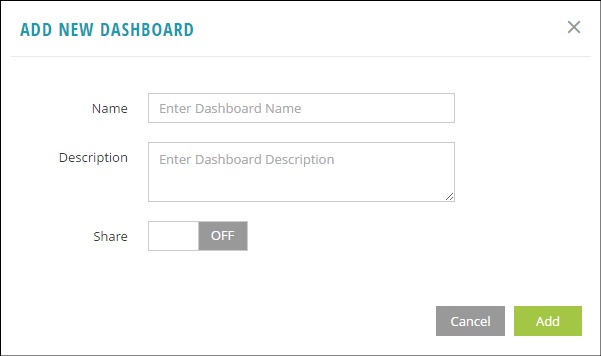 ADD NEW DASHBOARD
Name
Enter Dashboard Name
Description
Enter Dashboard Description
Share
OFF
Cancel
Add